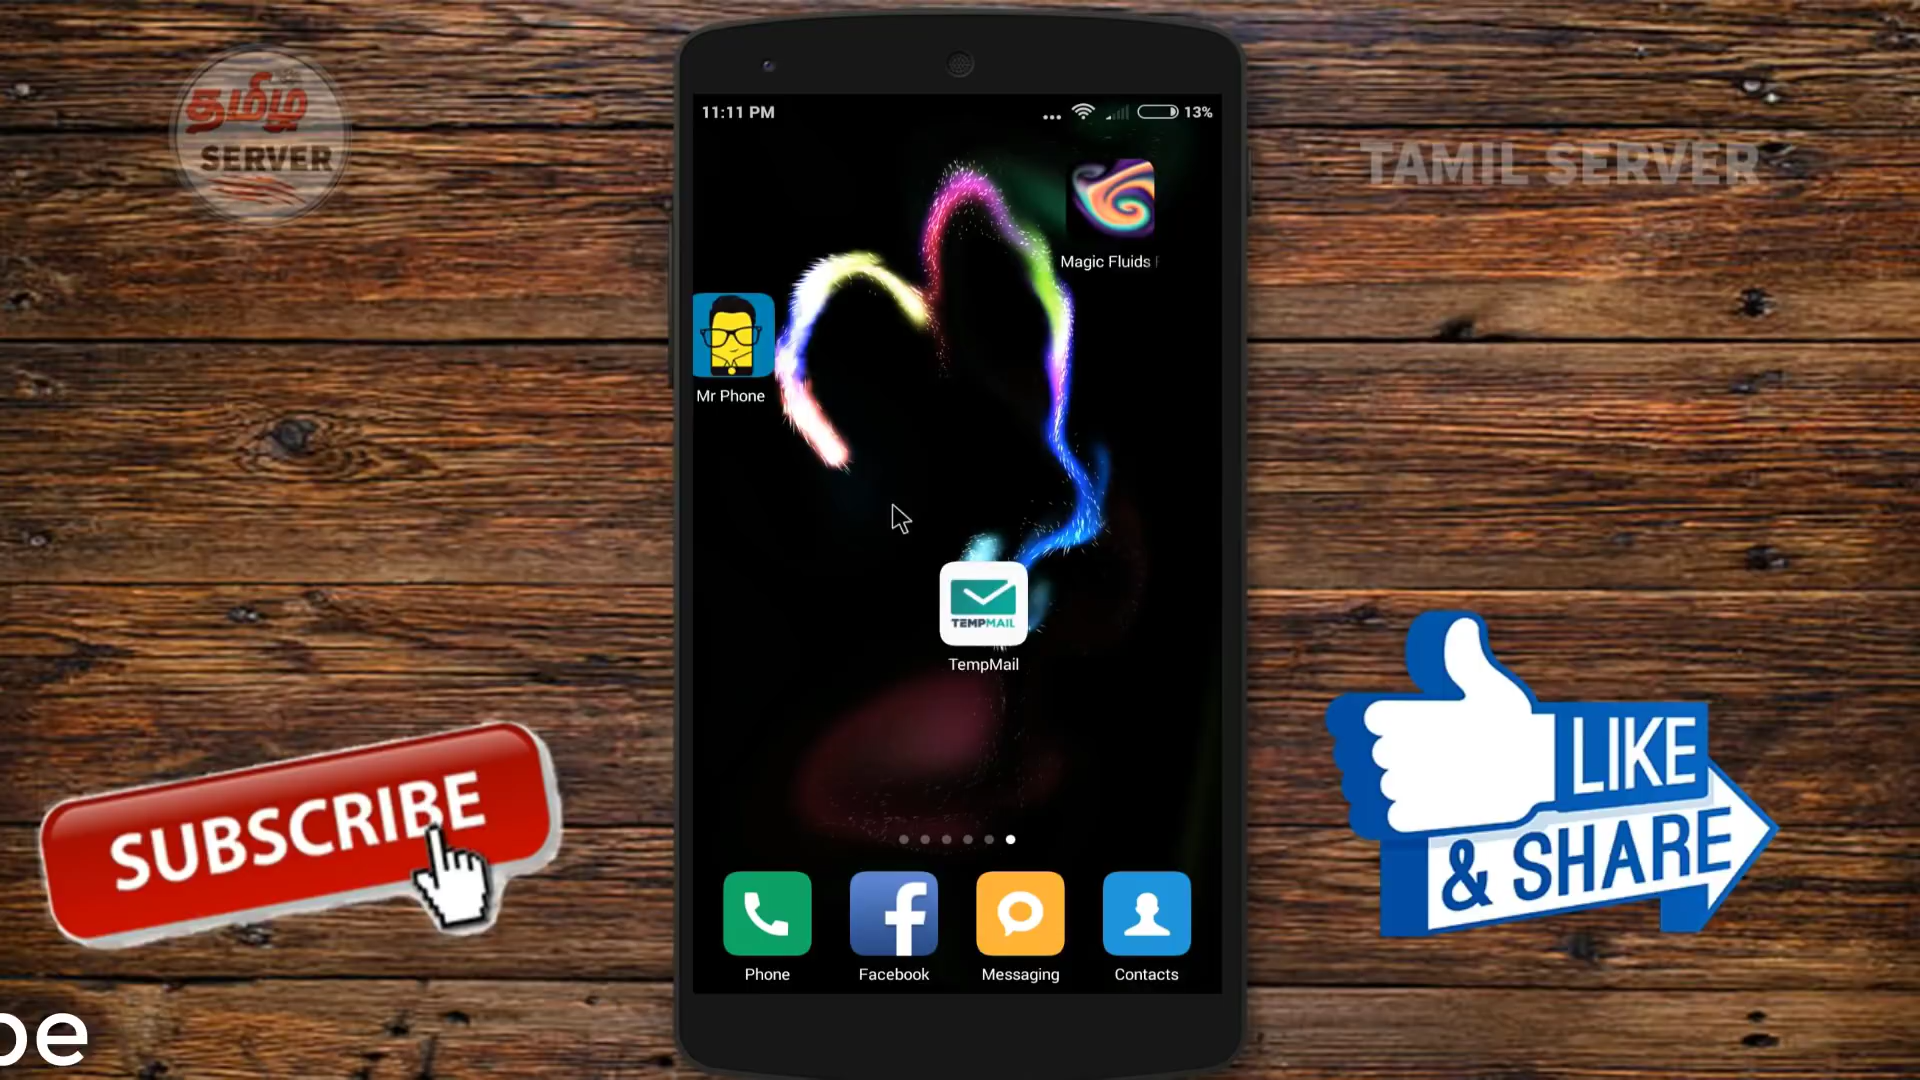 தமிழ்
SERVER
TAMIL SERVER
11:11 PM
13%
Magic Fluids
Mr Phone
TEMPMAIL
TempMail
SUBSCRIBE
LIKE
& SHARE
Phone
Facebook
Messaging
Contacts
be